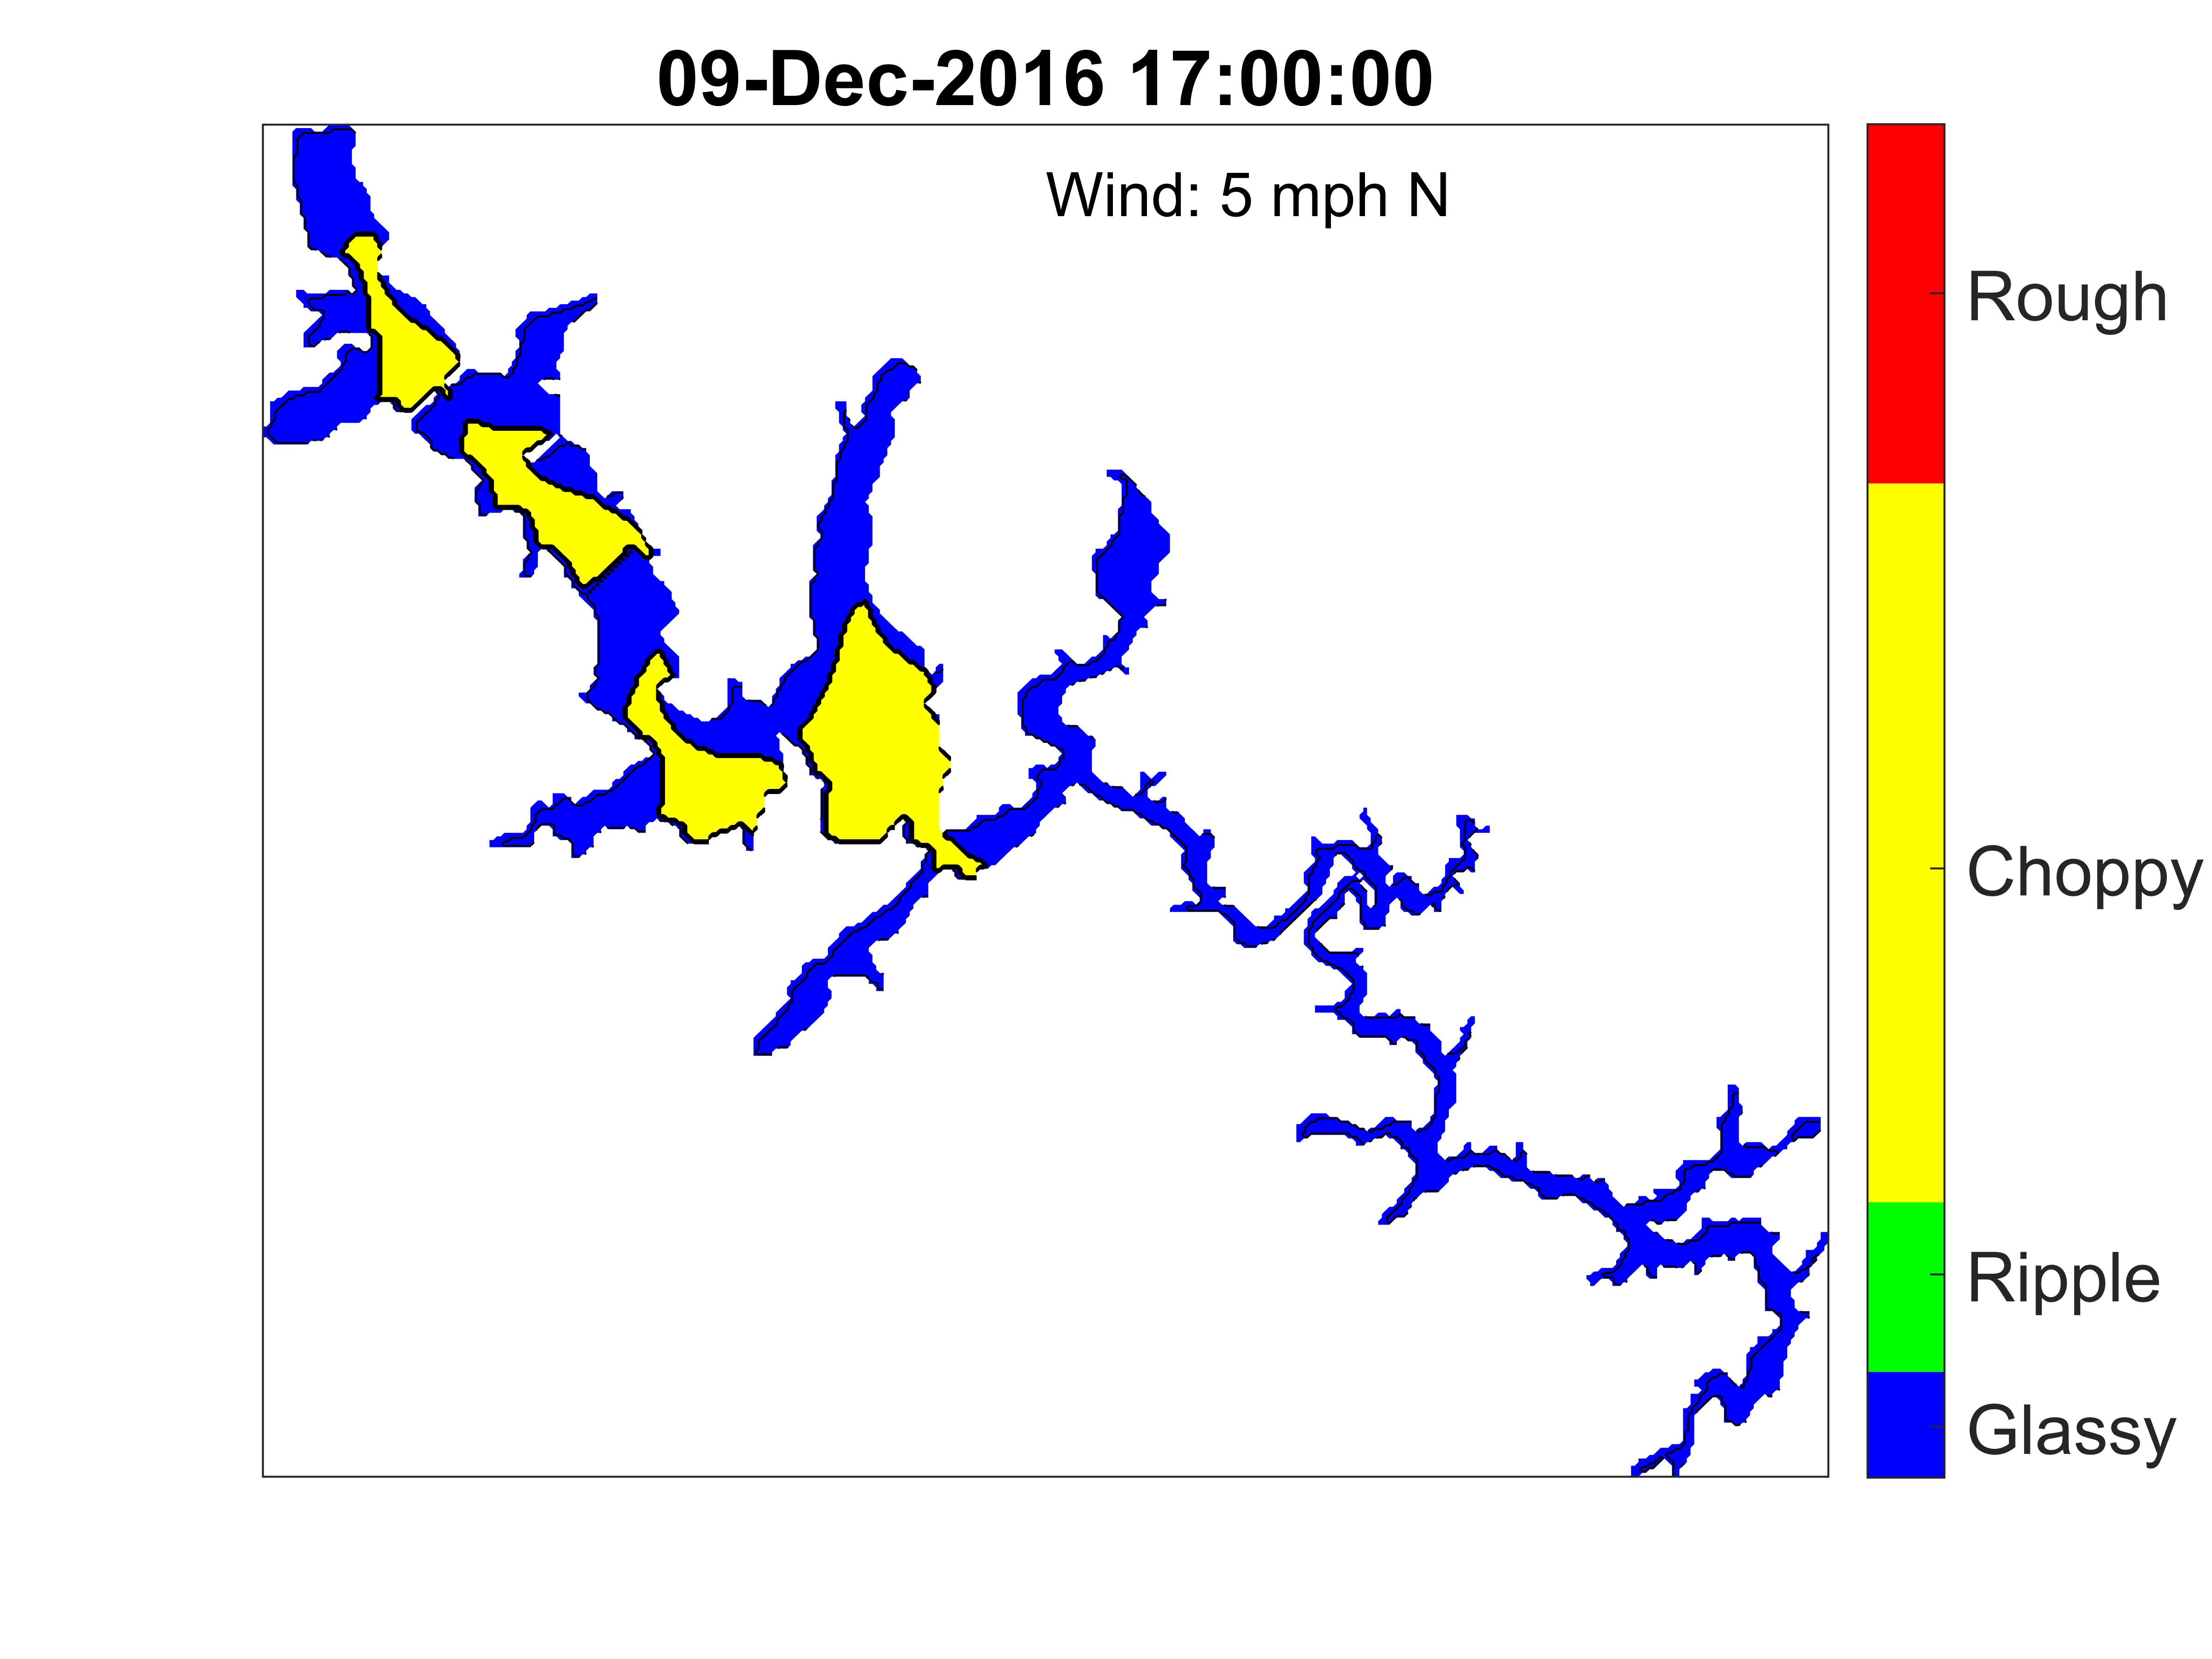 09-Dec-2016 17:00:00
Wind: 5 mph N
Rough
Choppy
Ripple
Glassy